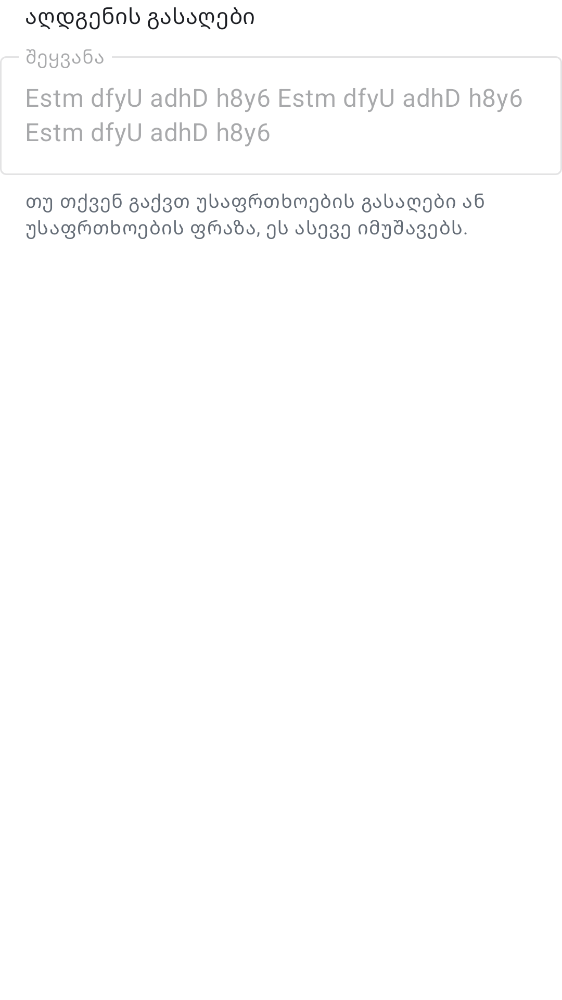 აღდგენის გასაღები
შეყვანა
Estm dfyU adhD h8y6 Estm dfyU adhD h8y6
Estm dfyU adhD h8y6
თუ თქვენ გაქვთ უსაფრთხოების გასაღები ან
უსაფრთხოების ფრაზა, ეს ასევე იმუშავებს.